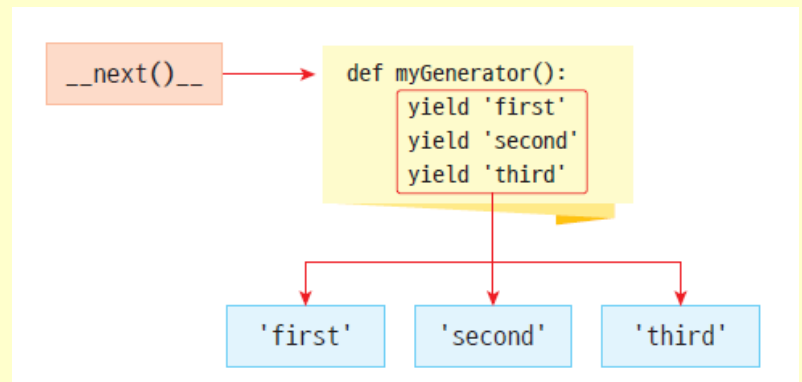 __next()__
def myGenerator():
yield 'first'
yield 'second'
yield 'third'
'first'
'second'
'third'